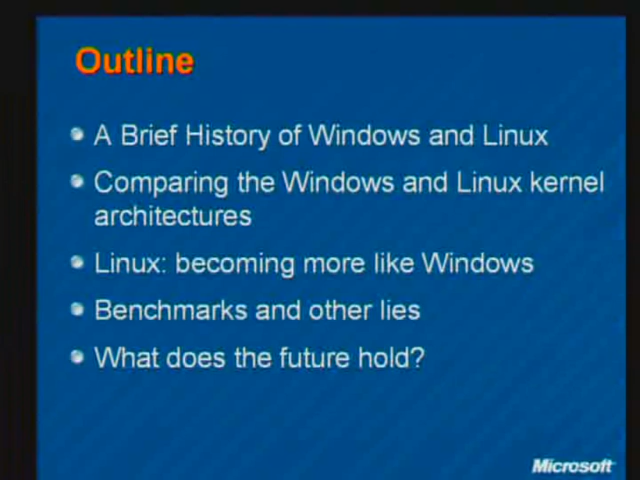 Outline
A Brief History of Windows and Linux
Comparing the Windows and Linux kernel
architectures
Linux: becoming more like Windows
Benchmarks and other lies
What does the future hold?
Microsoft